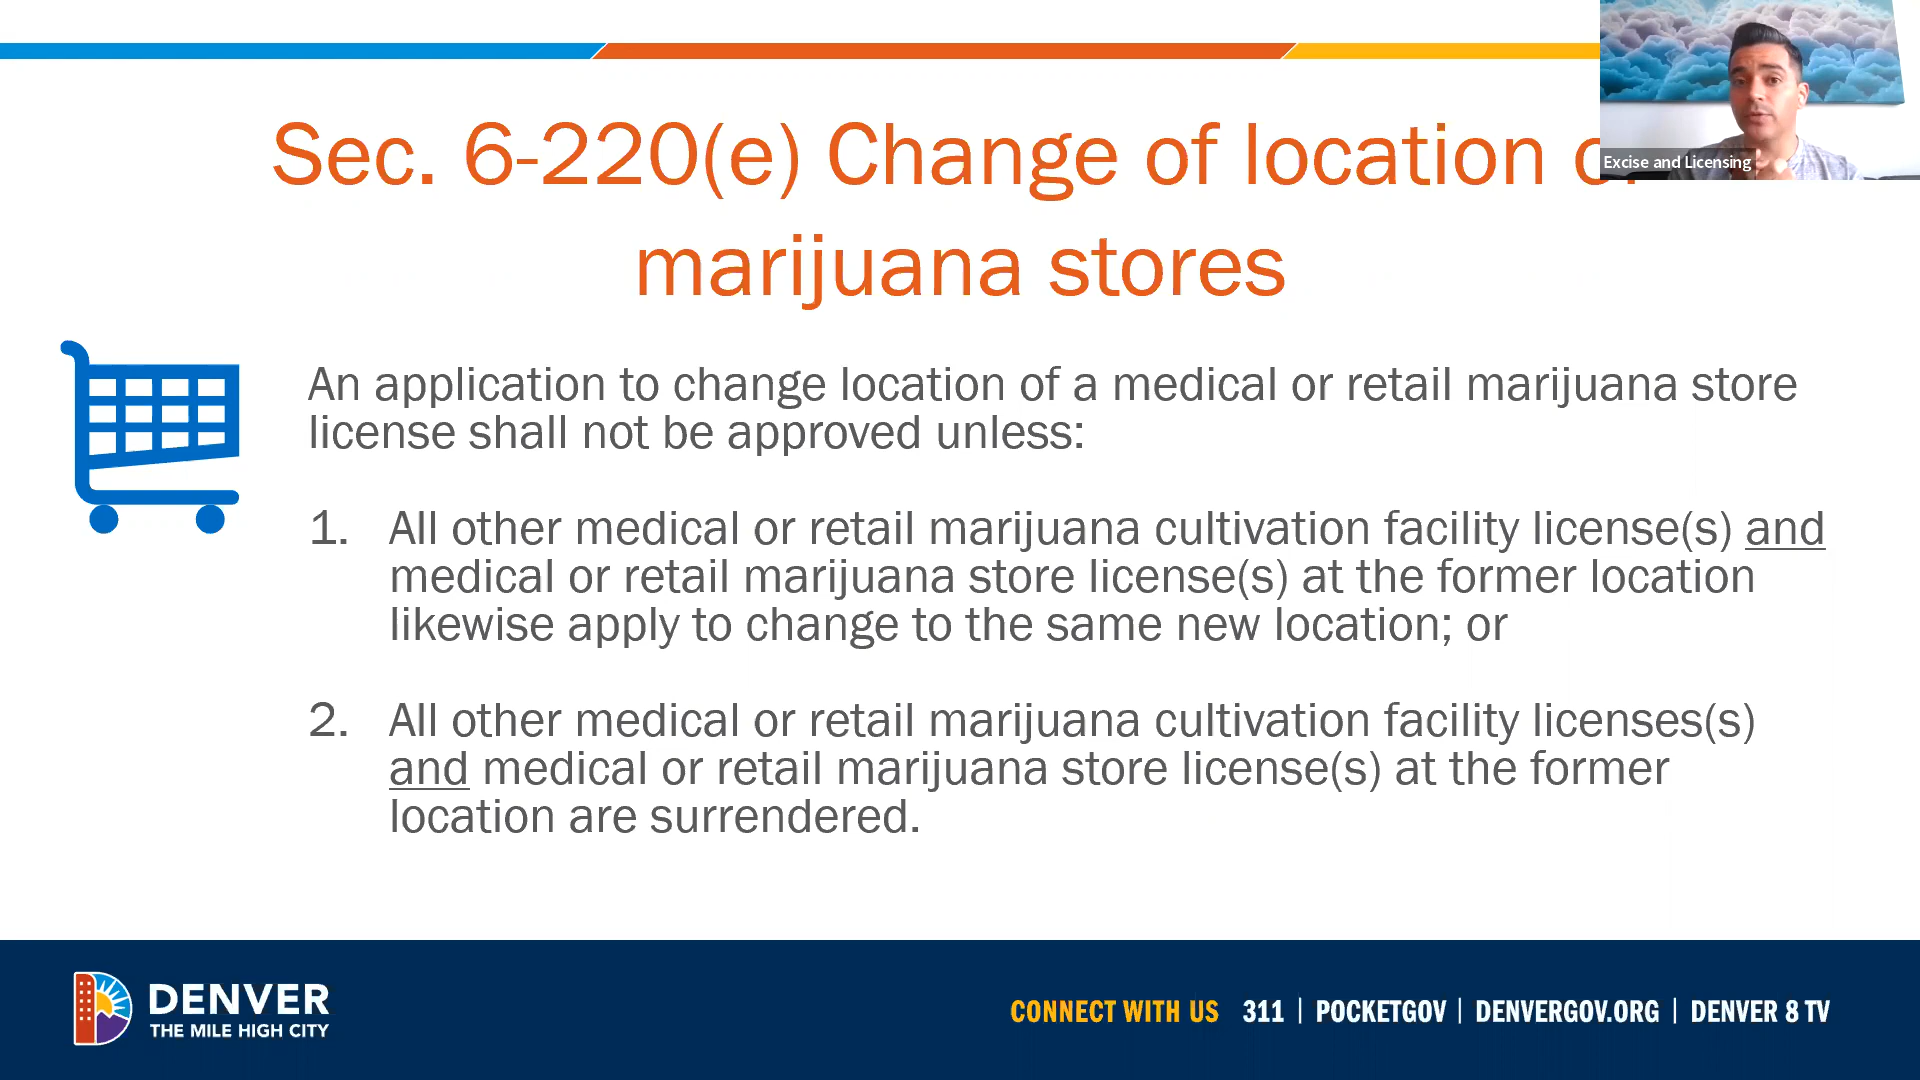 Sec. 6-220(e) Change of location
marijuana stores
Excise and Licensing
An application to change location of a medical or retail marijuana store
license shall not be approved unless:
1. All other medical or retail marijuana cultivation facility license(s) and
medical or retail marijuana store license(s) at the former location
likewise apply to change to the same new location; or
2. All other medical or retail marijuana cultivation facility licenses(s)
and medical or retail marijuana store license(s) at the former
location are surrendered.
DENVER
THE MILE HIGH CITY
CONNECT WITH US 311 | POCKETGOV | DENVERGOV.ORG | DENVER 8 TV